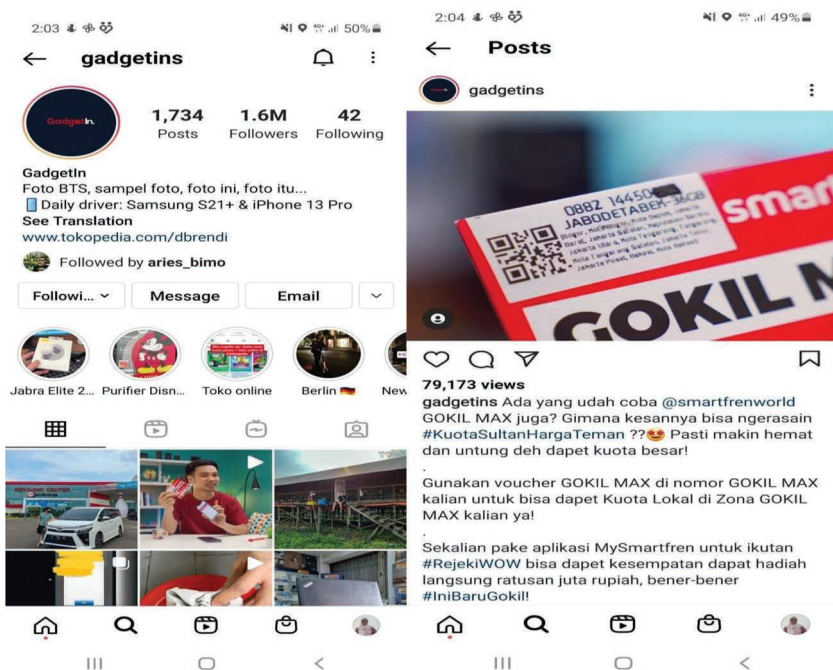 2:03
50%
gadgetins
GadgetIn.
1,734
1.6M
42
Posts
Followers
Following
GadgetIn
Foto BTS, sampel foto, foto ini, foto itu...
Daily driver: Samsung S21+ & iPhone 13 Pro
See Translation
www.tokopedia.com/dbrendi
Followed by aries_bimo
Followi...
Message
Email
Jabra Elite 2...
Purifier Disn...
Toko online
Berlin
New
2:04
49%
Posts
gadgetins
0882 14450
JABODETABEK-36GB
smar
GOKIL M
79,173 views
gadgetins Ada yang udah coba @smartfrenworld
GOKIL MAX juga? Gimana kesannya bisa ngerasain
#KuotaSultanHargaTeman ??😍 Pasti makin hemat
dan untung deh dapet kuota besar!
.
Gunakan voucher GOKIL MAX di nomor GOKIL MAX
kalian untuk bisa dapet Kuota Lokal di Zona GOKIL
MAX kalian ya!
.
Sekalian pake aplikasi MySmartfren untuk ikutan
#RejekiWOW bisa dapet kesempatan dapat hadiah
langsung ratusan juta rupiah, bener-bener
#IniBaruGokil!